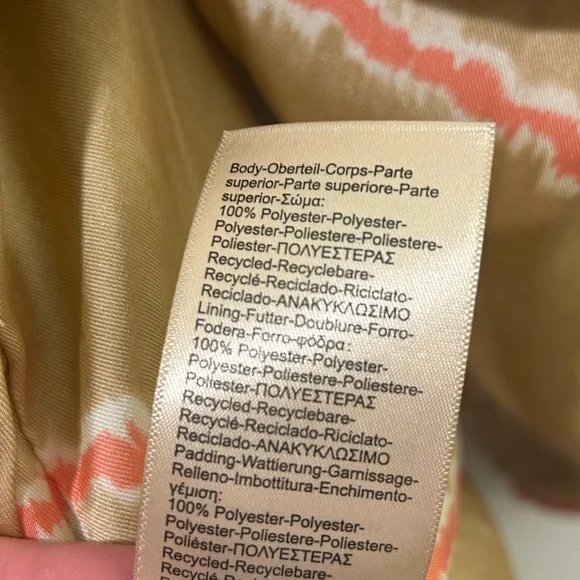 Body-Oberteil-Corps-Parte
superior-Parte superiore-Parte
superior-Σώμα:
100% Polyester-Polyester-
Polyester-Poliestere-Poliestere-
Poliester-ΠΟΛΥΕΣΤΕΡΑΣ
Recycled-Recyclebare-
Recyclé-Reciclado-Riciclato-
Reciclado-ΑΝΑΚΥΚΛΩΣΙΜΟ
Lining-Futter-Doublure-Forro-
Fodera-Forro-φόδρα:
100% Polyester-Polyester-
Polyester-Poliestere-Poliestere-
Poliester-ΠΟΛΥΕΣΤΕΡΑΣ
Recycled-Recyclebare-
Recyclé-Reciclado-Riciclato-
Reciclado-ΑΝΑΚΥΚΛΩΣΙΜΟ
Padding-Wattierung-Garnissage-
Relleno-Imbottitura-Enchimento-
γέμιση:
100% Polyester-Polyester-
Polyester-Poliestere-Poliestere-
Poliéster-ΠΟΛΥΕΣΤΕΡΑΣ
Recycled-Recyclebare-